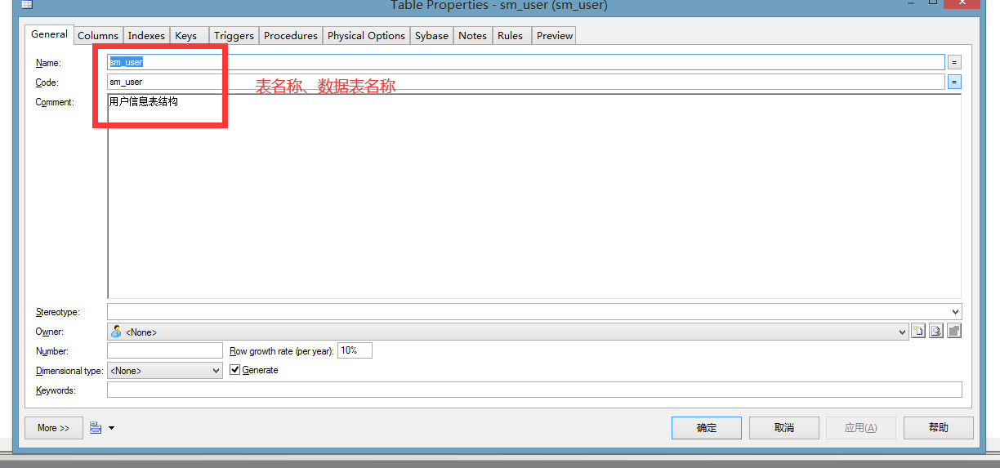 Table Properties - sm_user (sm_user)
General Columns Indexes Keys Triggers Procedures Physical Options Sybase Notes Rules Preview
Name: sm_user =
Code: sm_user =
表名称、数据表名称
Comment: 用户信息表结构
Stereotype:
Owner: <None>
Number: Row growth rate (per year): 10%
Dimensional type: <None> Generate
Keywords:
More >> 确定 取消 应用(A) 帮助